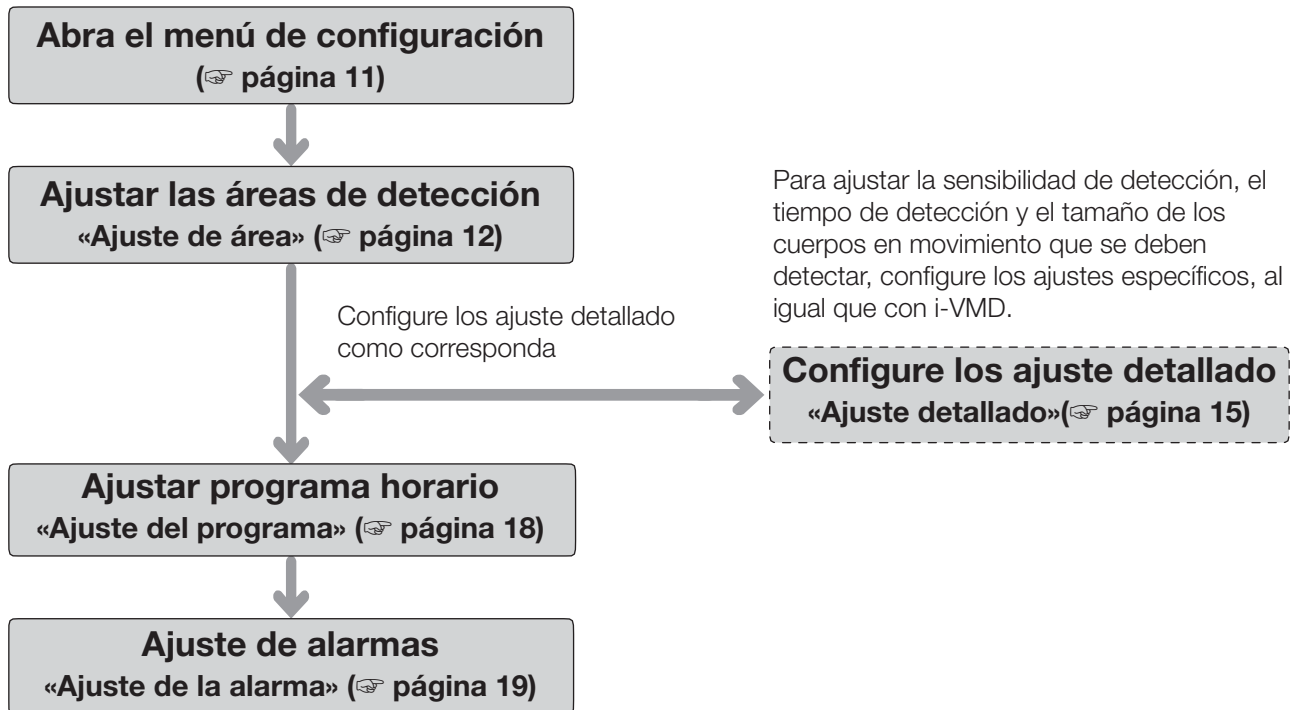 Abra el menú de configuración
(☞ página 11)
Ajustar las áreas de detección
«Ajuste de área» (☞ página 12)
Para ajustar la sensibilidad de detección, el
tiempo de detección y el tamaño de los
cuerpos en movimiento que se deben
detectar, configure los ajustes específicos, al
igual que con i-VMD.
Configure los ajuste detallado
como corresponda
Configure los ajuste detallado
«Ajuste detallado»(☞ página 15)
Ajustar programa horario
«Ajuste del programa» (☞ página 18)
Ajuste de alarmas
«Ajuste de la alarma» (☞ página 19)